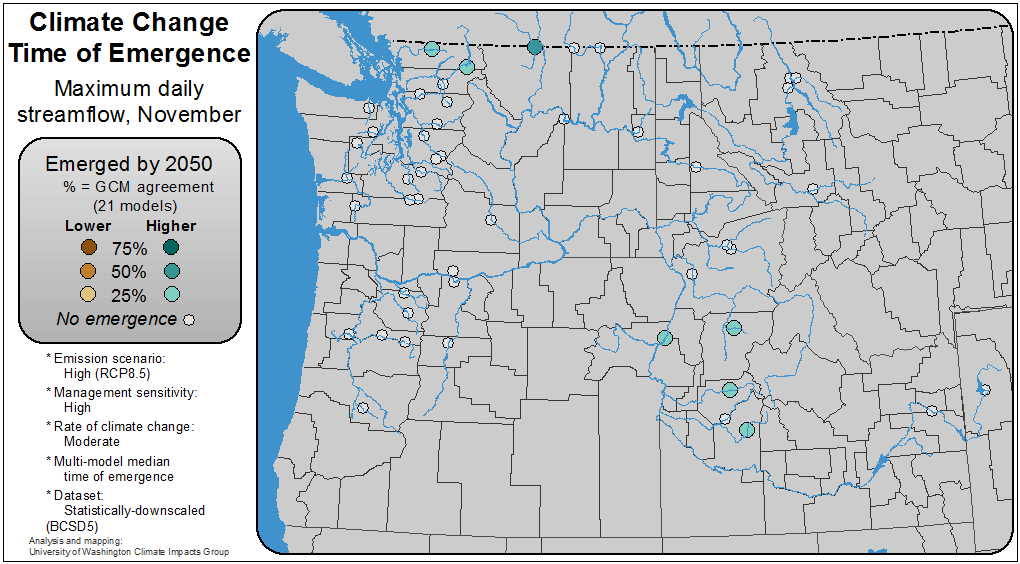 Climate Change
Time of Emergence
Maximum daily
streamflow, November
Emerged by 2050
% = GCM agreement
(21 models)
Lower Higher
75%
50%
25%
No emergence
* Emission scenario:
High (RCP8.5)
* Management sensitivity:
High
* Rate of climate change:
Moderate
* Multi-model median
time of emergence
* Dataset:
Statistically-downscaled
(BCSD5)
Analysis and mapping:
University of Washington Climate Impacts Group